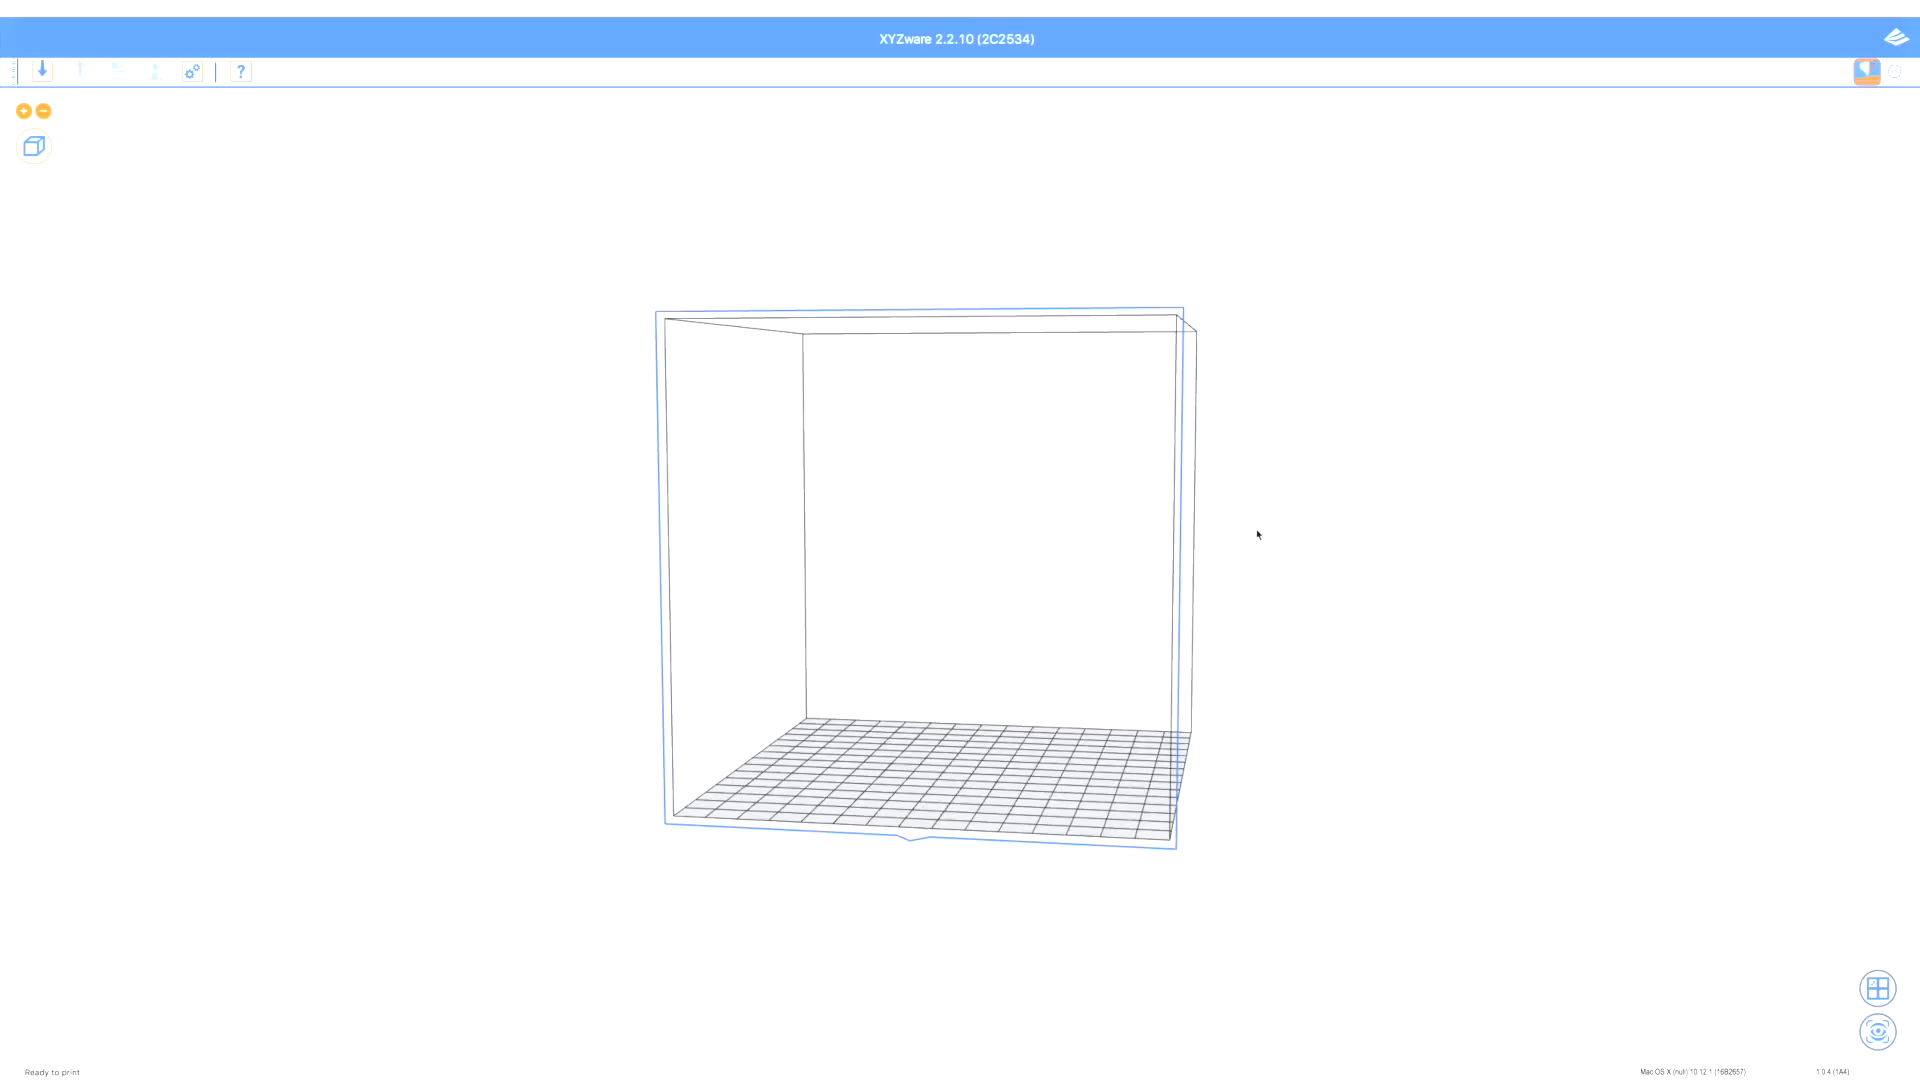 XYZware 2.2.10 (2C2534)
?
Ready to print
Mac OS X (null) 10.12.1 (16B2657)
1.0.4 (1A4)